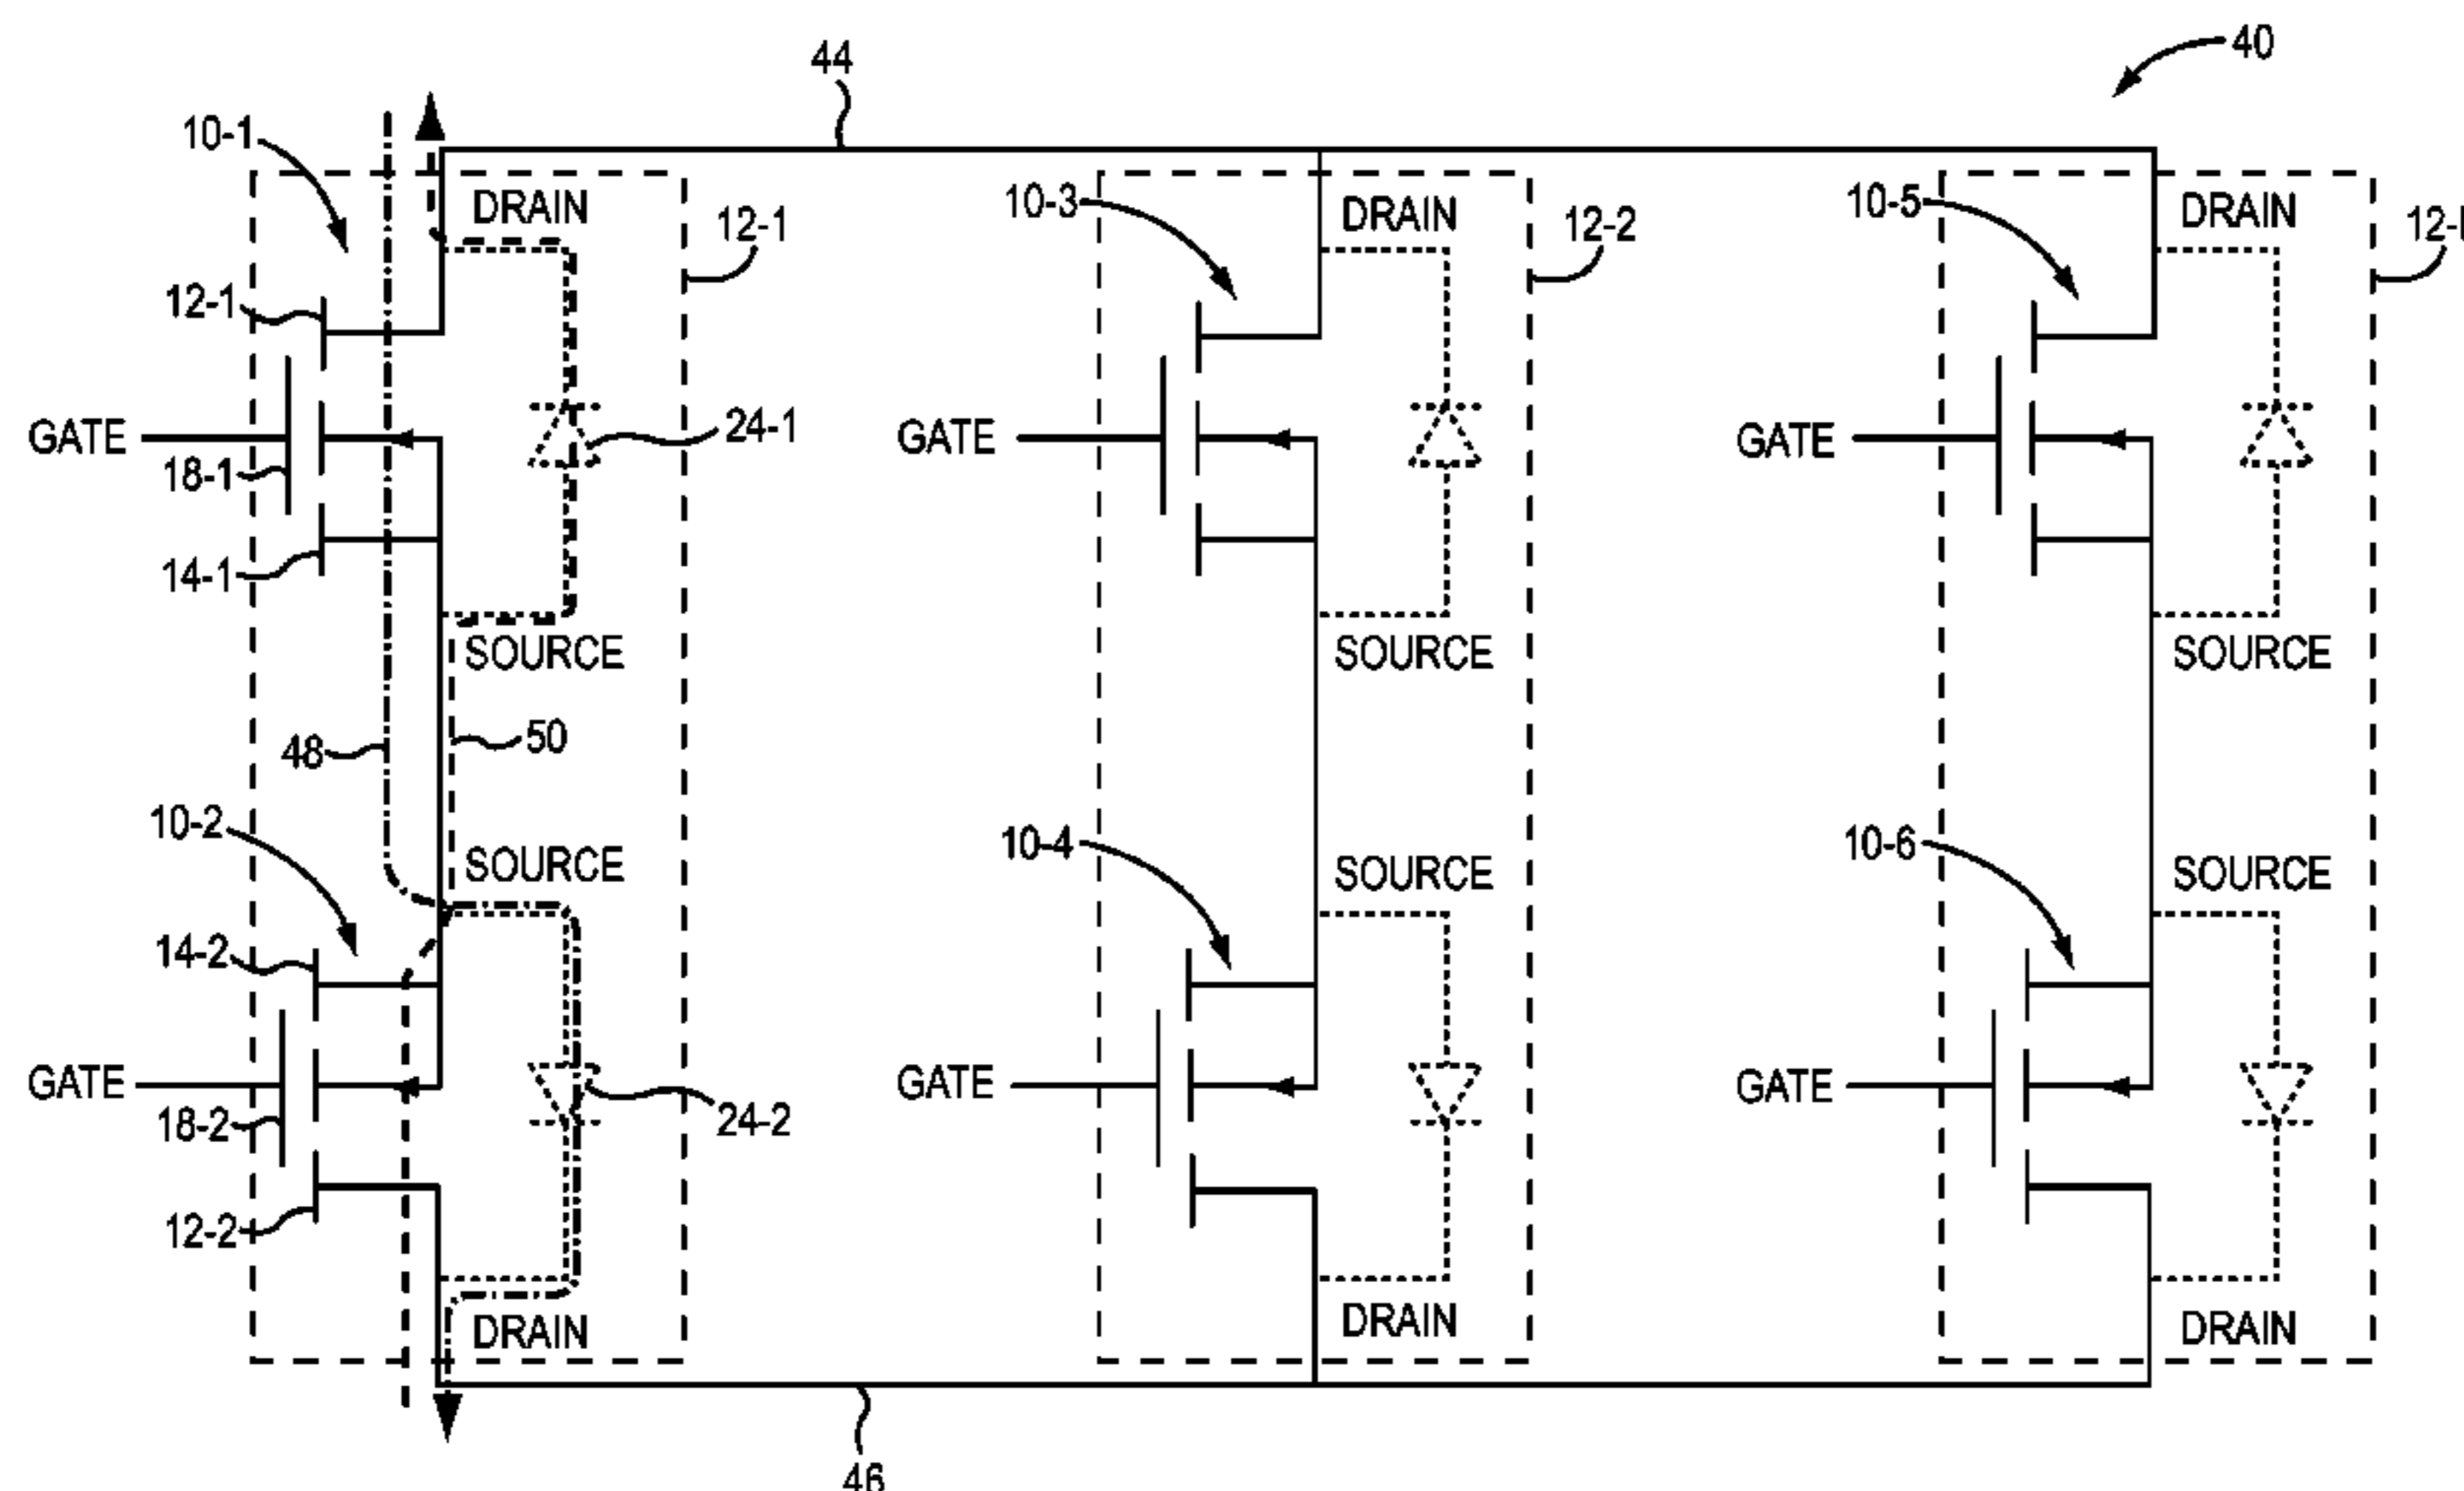 40
44
10-1
DRAIN
10-3
DRAIN
10-5
DRAIN
12-1
12-2
12-1
GATE
24-1
GATE
GATE
18-1
14-1
SOURCE
SOURCE
SOURCE
48
50
10-2
SOURCE
10-4
SOURCE
10-6
SOURCE
14-2
GATE
GATE
GATE
18-2
24-2
12-2
DRAIN
DRAIN
DRAIN
46